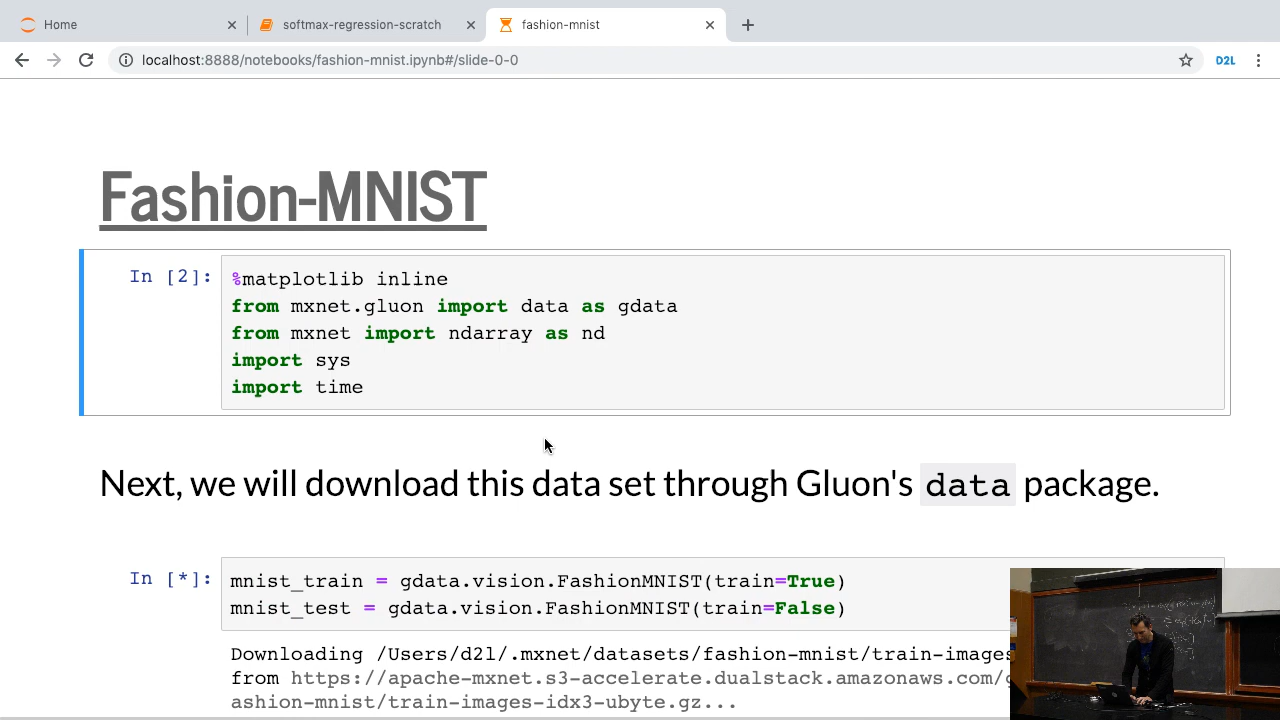 Home
softmax-regression-scratch
fashion-mnist
localhost:8888/notebooks/fashion-mnist.ipynb#/slide-0-0
D2L
Fashion-MNIST
In [2]:
%matplotlib inline
from mxnet.gluon import data as gdata
from mxnet import ndarray as nd
import sys
import time
Next, we will download this data set through Gluon's data package.
In [*]:
mnist_train = gdata.vision.FashionMNIST(train=True)
mnist_test = gdata.vision.FashionMNIST(train=False)
Downloading /Users/d2l/.mxnet/datasets/fashion-mnist/train-images
from https://apache-mxnet.s3-accelerate.dualstack.amazonaws.com/
ashion-mnist/train-images-idx3-ubyte.gz...